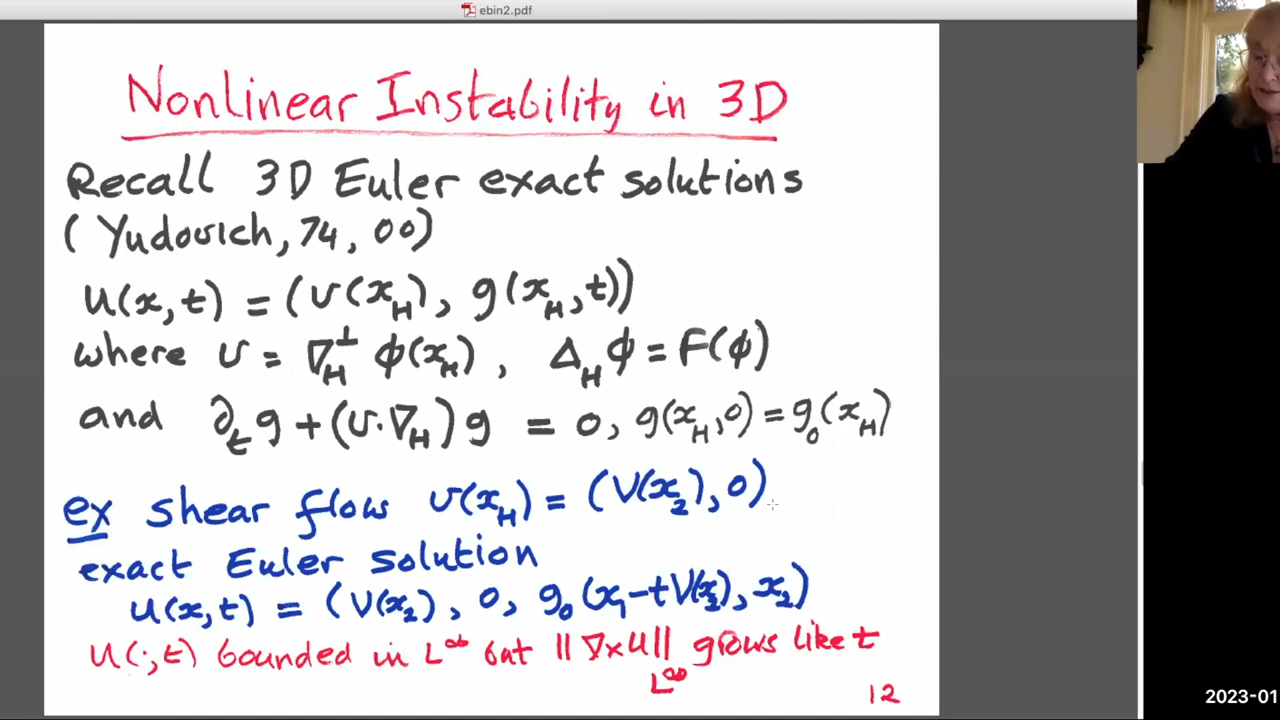 ebin2.pdf
Nonlinear Instability in 3D
Recall 3D Euler exact solutions
(Yudovich, 74, 00)
u(x,t) = (v(x_H), g(x_H,t))
where v = ∇_H^⊥ ϕ(x_H), Δ_H ϕ = F(ϕ)
and ∂_t g + (v·∇_H) g = 0, g(x_H,0) = g_0(x_H)
ex shear flow v(x_H) = (V(x_2), 0)
exact Euler solution
u(x,t) = (V(x_2), 0, g_0(x_1 - tV(x_2), x_2)
u(·,t) bounded in L^∞ but ‖∇×u‖_{L^∞} grows like t
12
2023-01